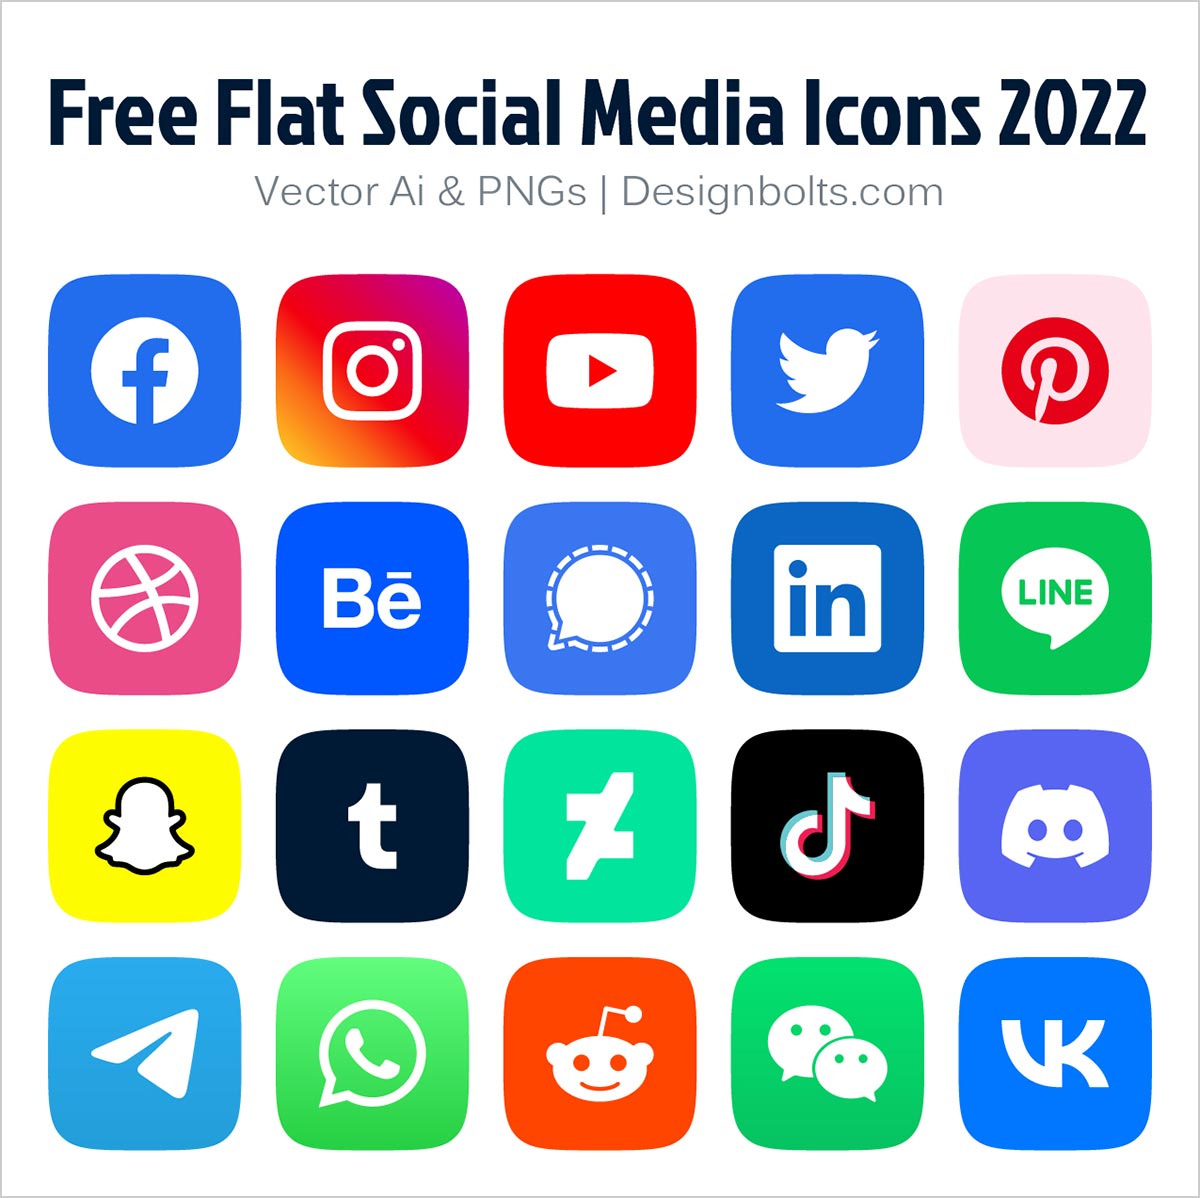 Free Flat Social Media Icons 2022
Vector Ai & PNGs | Designbolts.com
f
Bē
in
LINE
t
VK